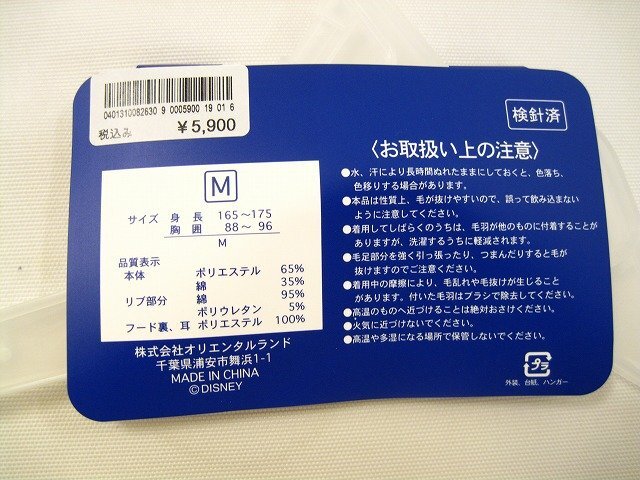 0401310082630 9 0005900 1901 6
税込み ¥5,900
検針済
M
サイズ 身長 165～175
胸囲 88～96
M
品質表示
本体 ポリエステル 65%
綿 35%
リブ部分 綿 95%
ポリウレタン 5%
フード裏、耳 ポリエステル 100%
株式会社オリエンタルランド
千葉県浦安市舞浜1-1
MADE IN CHINA
©DISNEY
〈お取扱い上の注意〉
●水、汗により長時間ぬれたままにしておくと、色落ち、
色移りする場合があります。
●本品は性質上、毛が抜けやすいので、誤って飲み込まない
ように注意してください。
●着用してしばらくのうちは、毛羽が他のものに付着することが
ありますが、洗濯するうちに軽減されます。
●毛足部分を強く引っ張ったり、つまんだりすると毛が
抜けますのでご注意ください。
●着用中の摩擦により、毛乱れや毛抜けが生じること
があります。付いた毛羽はブラシで除去してください。
●高温のものへ近づけることは絶対お避けください。
●火気に近づけないでください。
●高温や多湿になる場所で保管しないでください。
プラ
外装、台紙、ハンガー